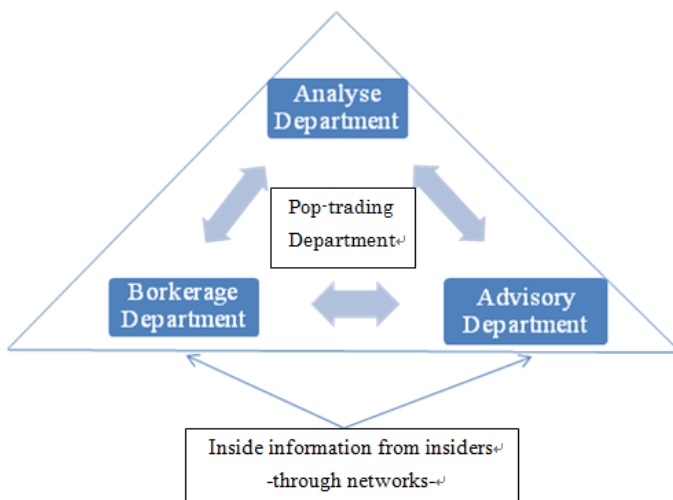 Analyse
Department
Pop-trading
Department↵
Borkerage
Department
Advisory
Department
Inside information from insiders↵
-through networks-↵